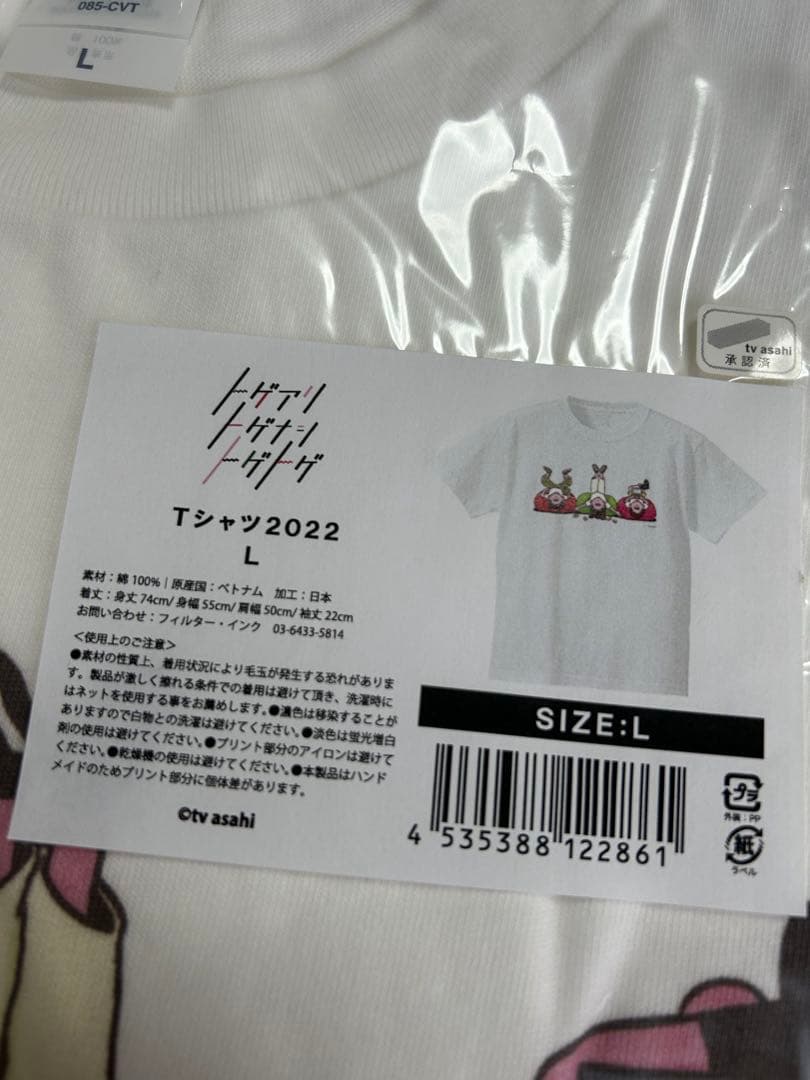 085-CVT
L
tv asahi
承認済
トゲアリ
トゲナシ
トゲトゲ
Tシャツ2022
L
素材：綿 100%｜原産国：ベトナム　加工：日本
着丈：身丈 74cm/ 身幅 55cm/ 肩幅 50cm/ 袖丈 22cm
お問い合わせ：フィルター・インク　03-6433-5814
＜使用上のご注意＞
●素材の性質上、着用状況により毛玉が発生する恐れがありま
す。製品が激しく擦れる条件での着用は避けて頂き、洗濯時に
はネットを使用する事をお薦めします。●濃色は移染することが
ありますので白物との洗濯は避けてください。●淡色は蛍光増白
剤の使用は避けてください。●プリント部分のアイロンは避けて
ください。●乾燥機の使用は避けてください。●本製品はハンド
メイドのためプリント部分に個体差があります。
©tv asahi
SIZE:L
4 535388 122861
プラ
外装：PP
紙
ラベル